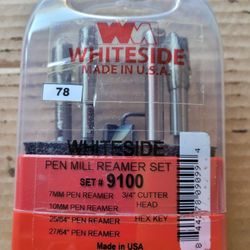 WM
WHITESIDE
MADE IN U.S.A.
78
WHITESIDE
PEN MILL REAMER SET
SET # 9100
7MM PEN REAMER 3/4" CUTTER
10MM PEN REAMER HEAD
25/64" PEN REAMER HEX KEY
27/64" PEN REAMER
Made in USA